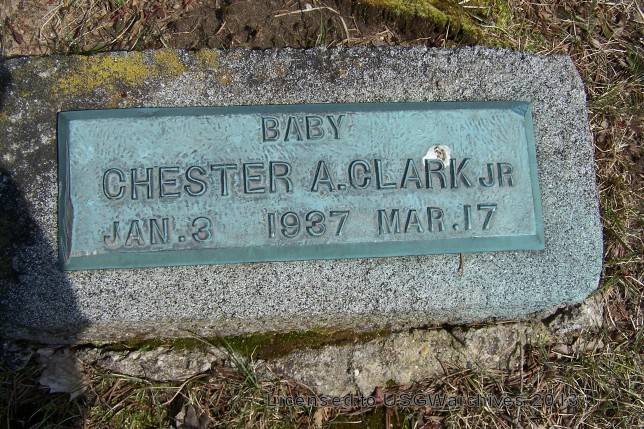 BABY
CHESTER A. CLARK JR
JAN. 3 1937 MAR. 17
Licensed to USGWarchives 2013